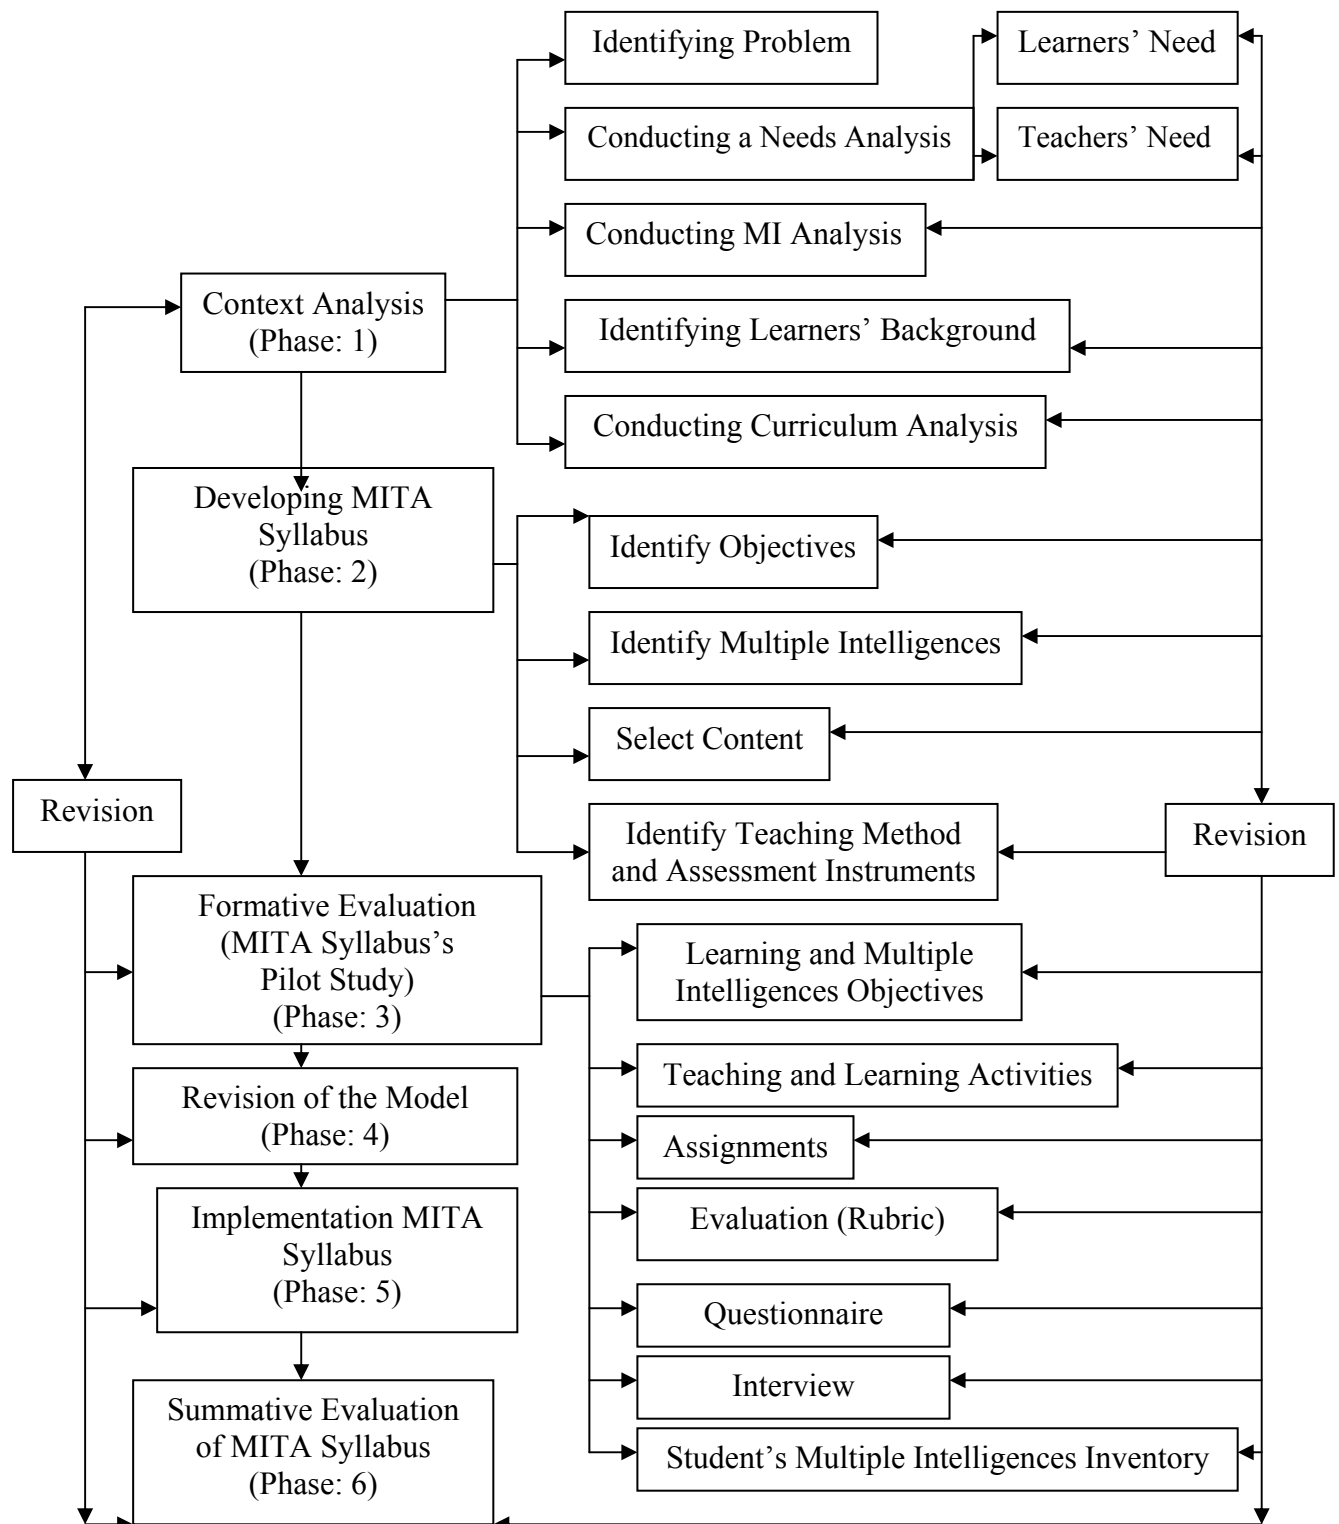 Identifying Problem
Learners’ Need
Conducting a Needs Analysis
Teachers’ Need
Conducting MI Analysis
Context Analysis
(Phase: 1)
Identifying Learners’ Background
Conducting Curriculum Analysis
Developing MITA
Syllabus
(Phase: 2)
Identify Objectives
Identify Multiple Intelligences
Select Content
Revision
Identify Teaching Method
and Assessment Instruments
Revision
Formative Evaluation
(MITA Syllabus’s
Pilot Study)
(Phase: 3)
Learning and Multiple
Intelligences Objectives
Teaching and Learning Activities
Revision of the Model
(Phase: 4)
Assignments
Implementation MITA
Syllabus
(Phase: 5)
Evaluation (Rubric)
Questionnaire
Interview
Summative Evaluation
of MITA Syllabus
(Phase: 6)
Student’s Multiple Intelligences Inventory